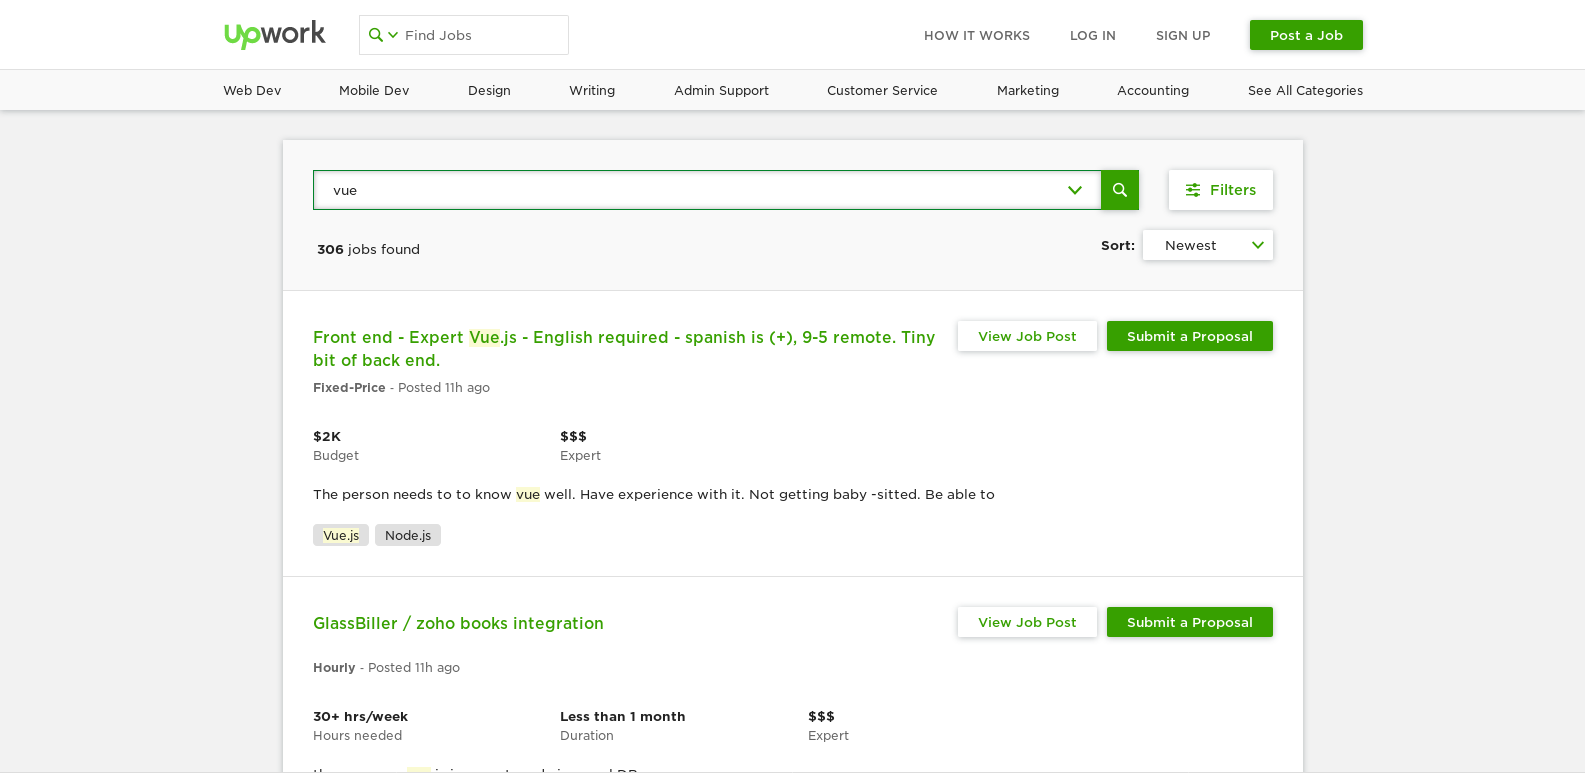 Upwork
Find Jobs
HOW IT WORKS
LOG IN
SIGN UP
Post a Job
Web Dev
Mobile Dev
Design
Writing
Admin Support
Customer Service
Marketing
Accounting
See All Categories
vue
Filters
306 jobs found
Sort:
Newest
Front end - Expert Vue.js - English required - spanish is (+), 9-5 remote. Tiny
bit of back end.
View Job Post
Submit a Proposal
Fixed-Price - Posted 11h ago
$2K
$$$
Budget
Expert
The person needs to to know vue well. Have experience with it. Not getting baby -sitted. Be able to
Vue.js
Node.js
GlassBiller / zoho books integration
View Job Post
Submit a Proposal
Hourly - Posted 11h ago
30+ hrs/week
Less than 1 month
$$$
Hours needed
Duration
Expert